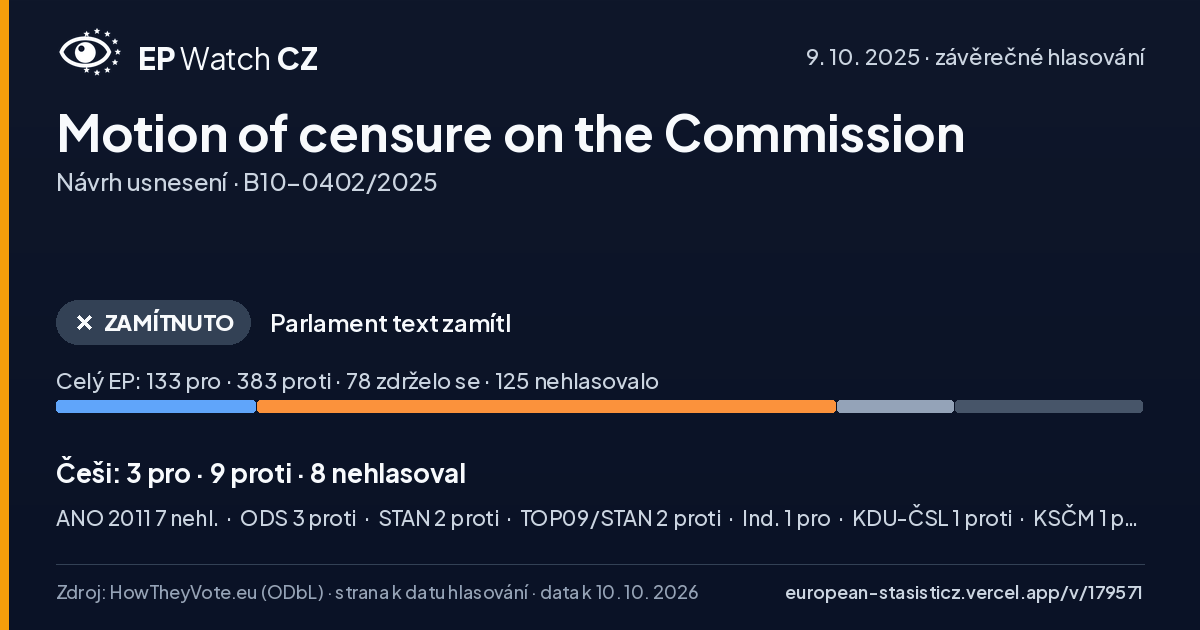 EP Watch CZ
9. 10. 2025 · závěrečné hlasování
Motion of censure on the Commission
Návrh usnesení · B10-0402/2025
✕ ZAMÍTNUTO
Parlament text zamítl
Celý EP: 133 pro · 383 proti · 78 zdrželo se · 125 nehlasovalo
Češi: 3 pro · 9 proti · 8 nehlasoval
ANO 2011 7 nehl. · ODS 3 proti · STAN 2 proti · TOP09/STAN 2 proti · Ind. 1 pro · KDU-ČSL 1 proti · KSČM 1 p…
Zdroj: HowTheyVote.eu (ODbL) · strana k datu hlasování · data k 10. 10. 2026
european-stasisticz.vercel.app/v/179571